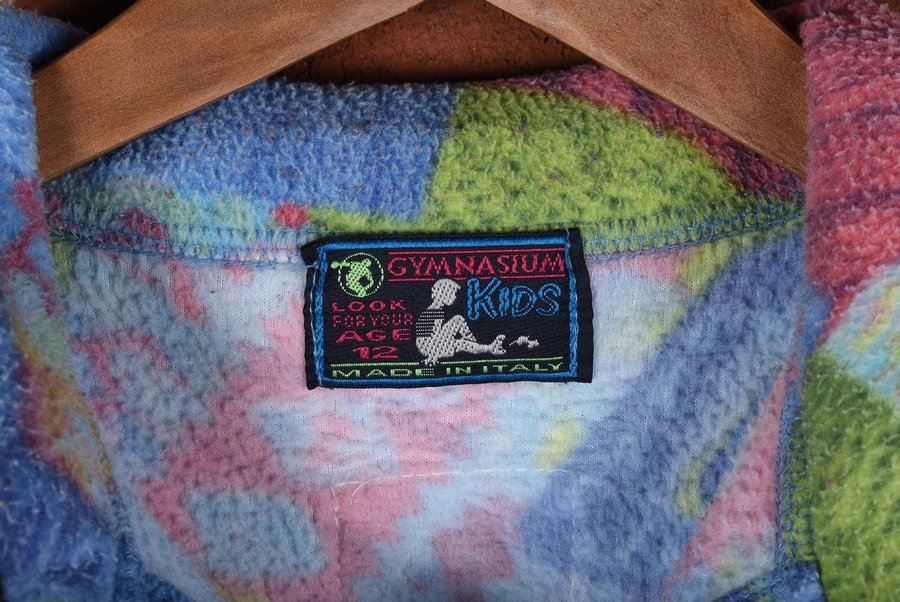 GYMNASIUM
KIDS
LOOK
FOR YOUR
AGE
12
MADE IN ITALY